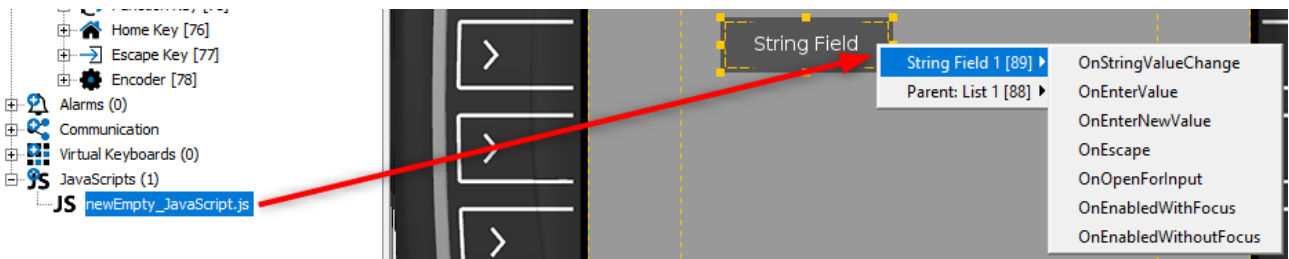 Home Key [76]
Escape Key [77]
Encoder [78]
Alarms (0)
Communication
Virtual Keyboards (0)
JS JavaScripts (1)
JS newEmpty_JavaScript.js
String Field
String Field 1 [89]
Parent: List 1 [88]
OnStringValueChange
OnEnterValue
OnEnterNewValue
OnEscape
OnOpenForInput
OnEnabledWithFocus
OnEnabledWithoutFocus